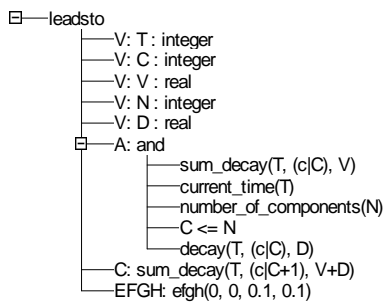 leadsto
V: T : integer
V: C : integer
V: V : real
V: N : integer
V: D : real
A: and
sum_decay(T, (c|C), V)
current_time(T)
number_of_components(N)
C <= N
decay(T, (c|C), D)
C: sum_decay(T, (c|C+1), V+D)
EFGH: efgh(0, 0, 0.1, 0.1)